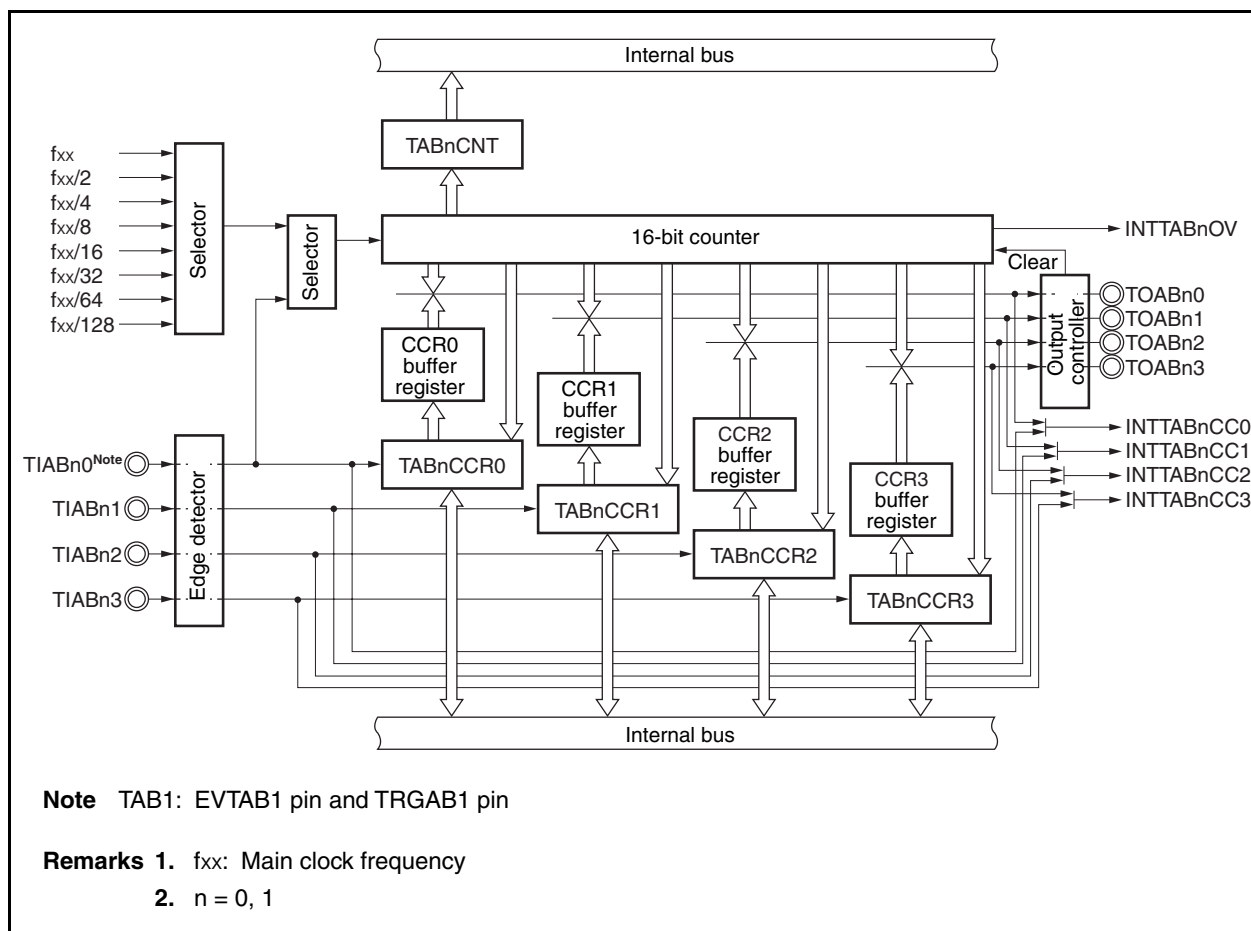 Internal bus
TABnCNT
fxx
fxx/2
fxx/4
fxx/8
fxx/16
fxx/32
fxx/64
fxx/128
Selector
Selector
16-bit counter
INTTABnOV
Clear
Output
controller
TOABn0
TOABn1
TOABn2
TOABn3
CCR0
buffer
register
CCR1
buffer
register
CCR2
buffer
register
CCR3
buffer
register
INTTABnCC0
INTTABnCC1
INTTABnCC2
INTTABnCC3
TIABn0Note
TIABn1
TIABn2
TIABn3
Edge detector
TABnCCR0
TABnCCR1
TABnCCR2
TABnCCR3
Internal bus
Note TAB1: EVTAB1 pin and TRGAB1 pin
Remarks 1. fxx: Main clock frequency
2. n = 0, 1